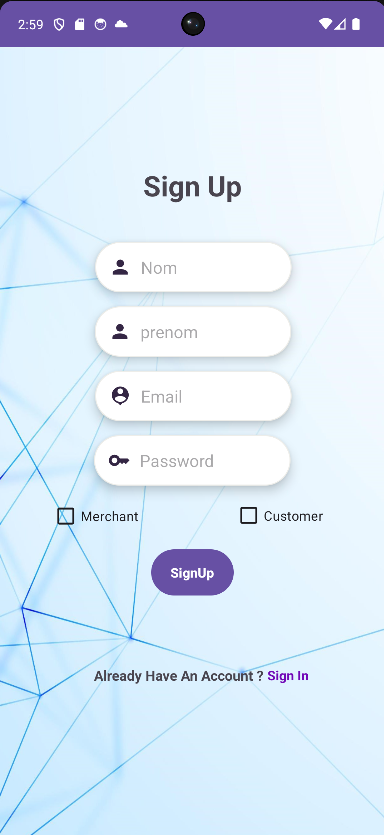 2:59
Sign Up
Nom
prenom
Email
Password
Merchant
Customer
SignUp
Already Have An Account ? Sign In